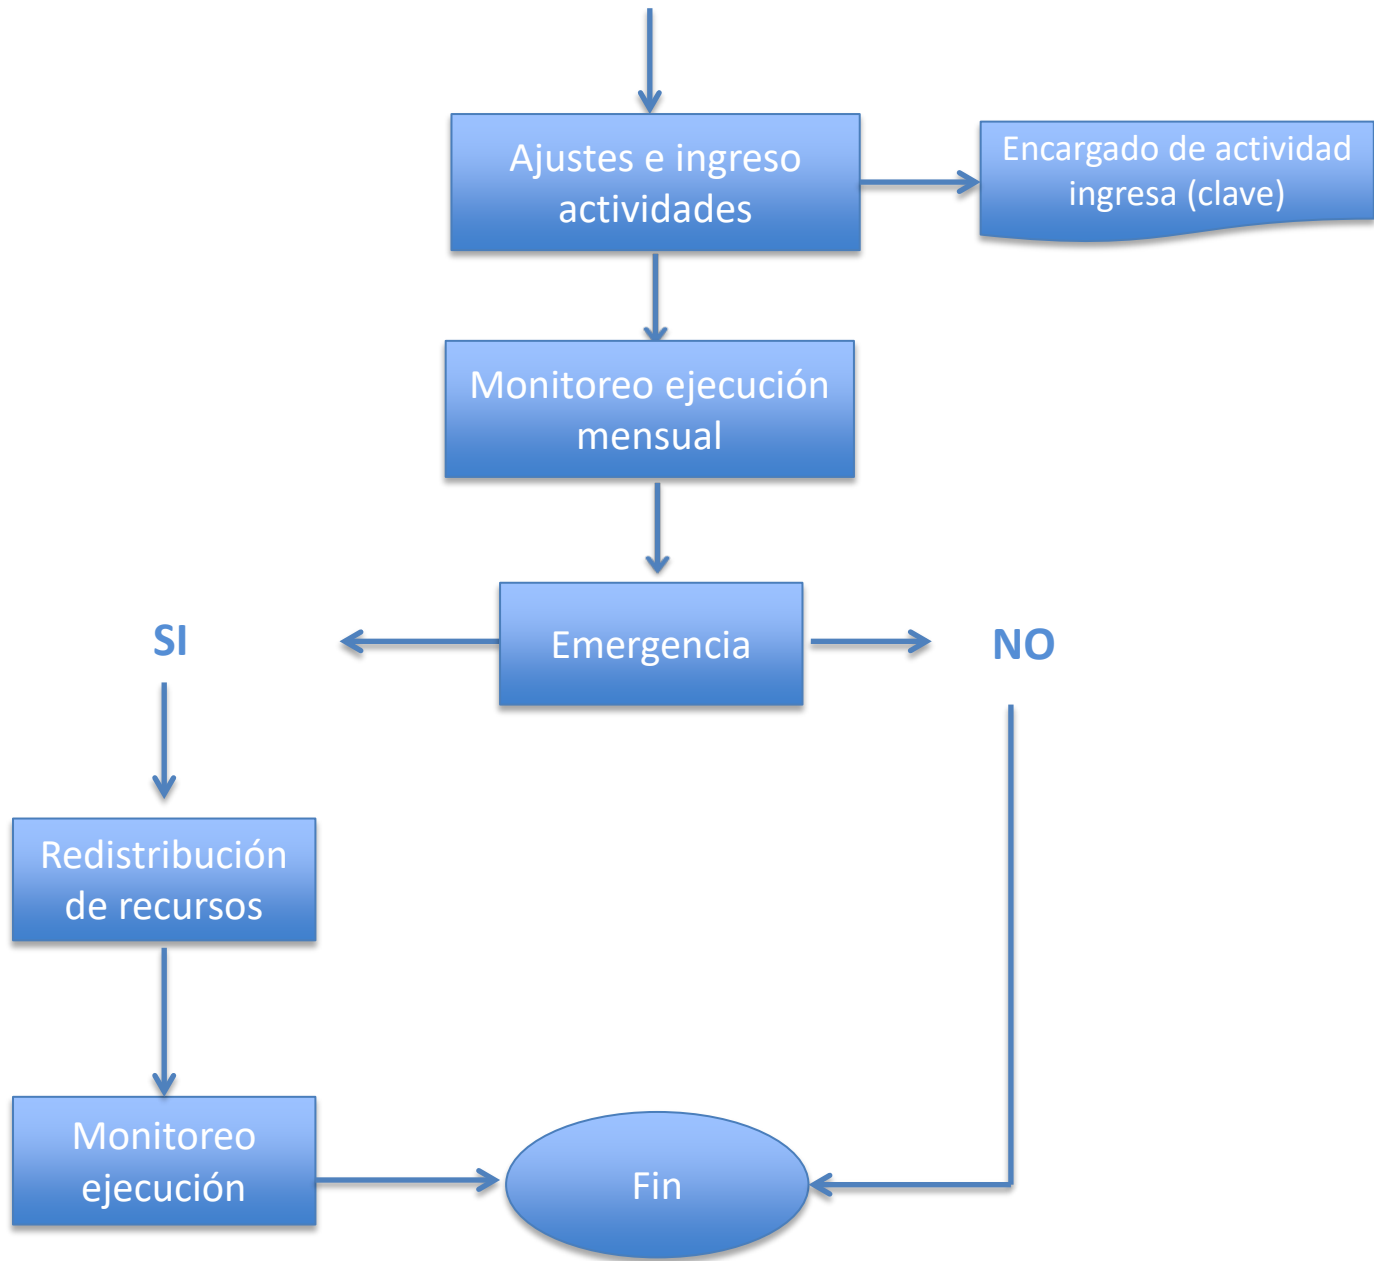 Ajustes e ingreso
actividades
Encargado de actividad
ingresa (clave)
Monitoreo ejecución
mensual
SI
Emergencia
NO
Redistribución
de recursos
Monitoreo
ejecución
Fin